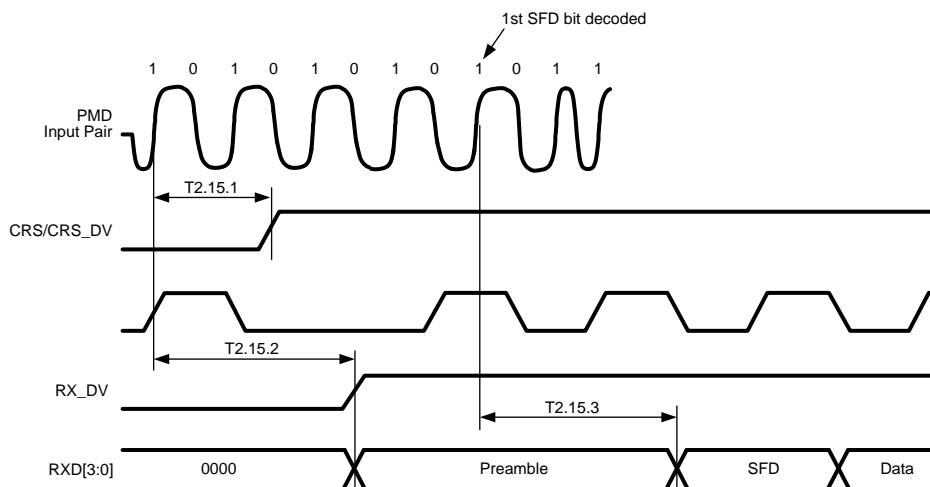 1st SFD bit decoded
1 0 1 0 1 0 1 0 1 0 1 1
PMD
Input Pair
T2.15.1
CRS/CRS_DV
T2.15.2
RX_DV
T2.15.3
RXD[3:0] 0000 Preamble SFD Data